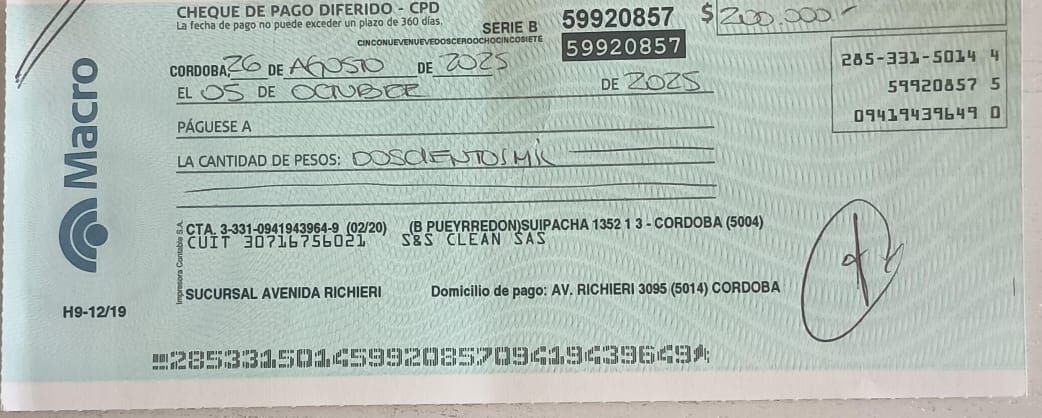 CHEQUE DE PAGO DIFERIDO - CPD
La fecha de pago no puede exceder un plazo de 360 días.
SERIE B
59920857
$ 200.000-
CINCONUEVENUEVEDOSCEROOCHOCINCOSIETE
59920857
285-331-5014 4
59920857 5
09419439649 0
CORDOBA, 26 DE AGOSTO DE 2025
EL 05 DE OCTUBRE DE 2025
PÁGUESE A
LA CANTIDAD DE PESOS: DOSCIENTOS MIL
Macro
CTA. 3-331-0941943964-9 (02/20) (B PUEYRREDON)SUIPACHA 1352 1 3 - CORDOBA (5004)
CUIT 30716756021 S&S CLEAN SAS
Impresora Contable S.A.
SUCURSAL AVENIDA RICHIERI Domicilio de pago: AV. RICHIERI 3095 (5014) CORDOBA
H9-12/19
28533150145992085709419439649